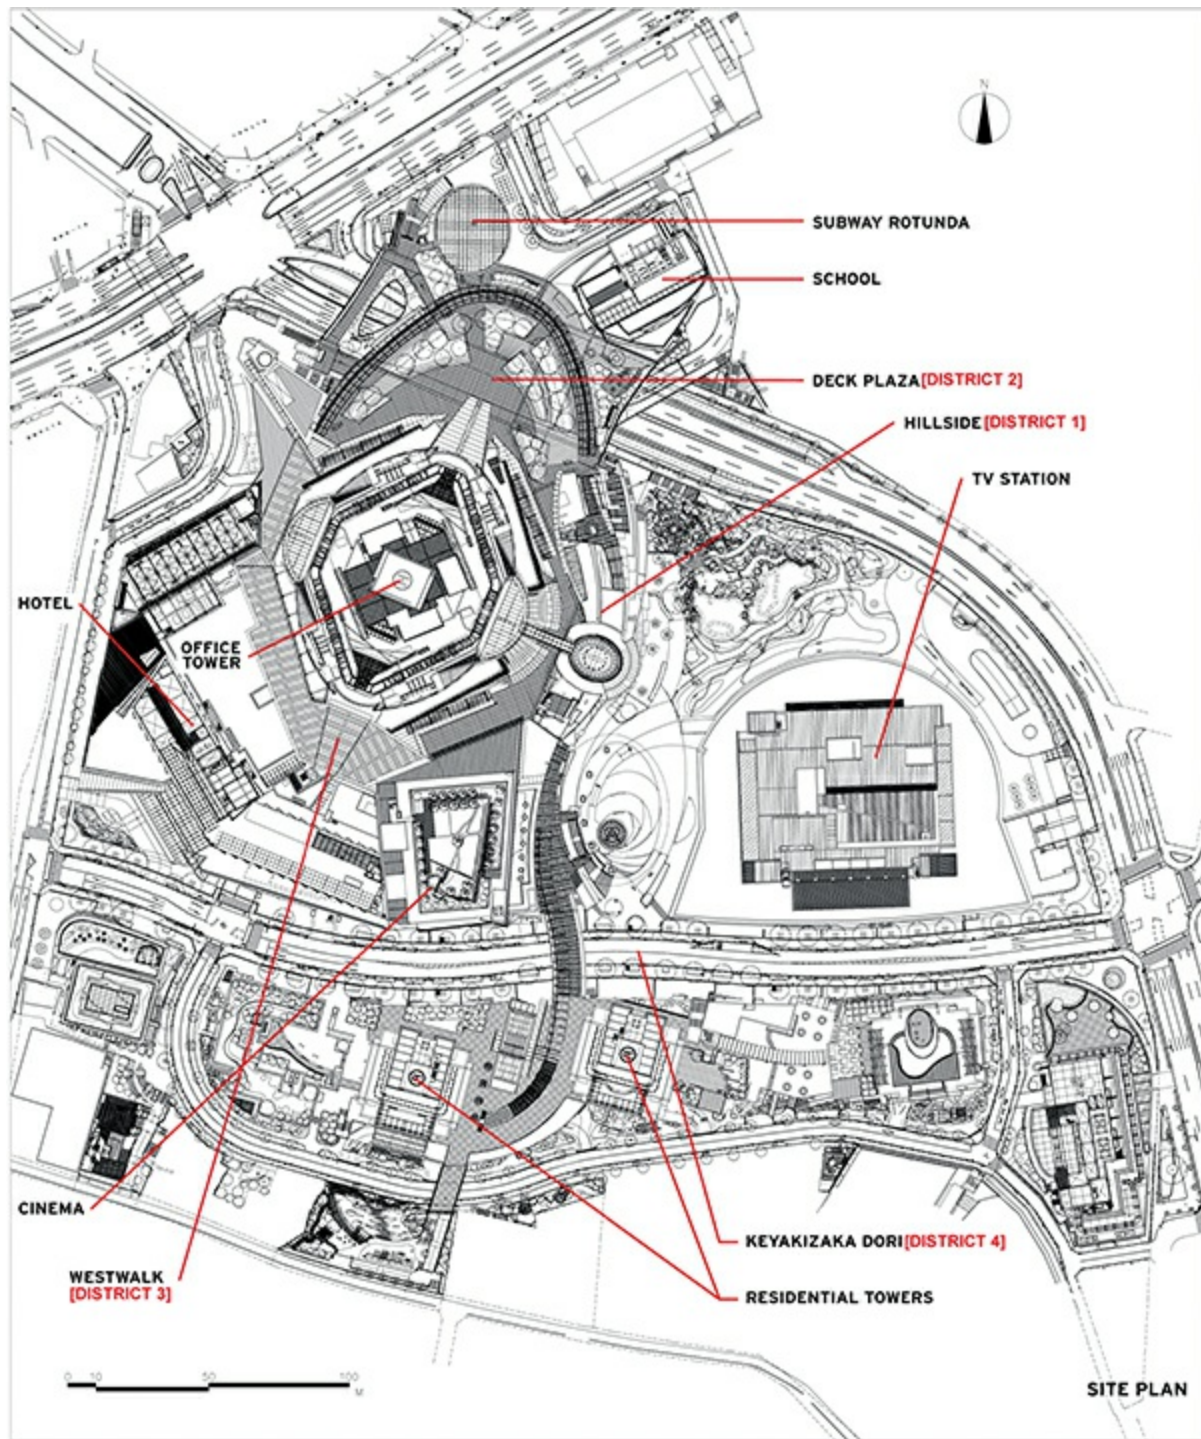 N
SUBWAY ROTUNDA
SCHOOL
DECK PLAZA[DISTRICT 2]
HILLSIDE[DISTRICT 1]
TV STATION
HOTEL
OFFICE
TOWER
CINEMA
WESTWALK
[DISTRICT 3]
KEYAKIZAKA DORI[DISTRICT 4]
RESIDENTIAL TOWERS
0 10 50 100
M
SITE PLAN